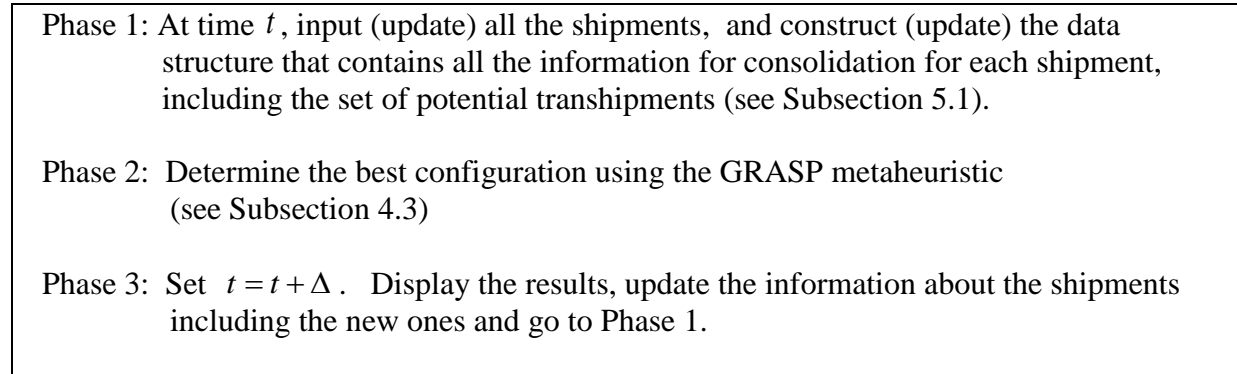 Phase 1: At time t, input (update) all the shipments, and construct (update) the data
structure that contains all the information for consolidation for each shipment,
including the set of potential transhipments (see Subsection 5.1).
Phase 2: Determine the best configuration using the GRASP metaheuristic
(see Subsection 4.3)
Phase 3: Set t = t + Δ. Display the results, update the information about the shipments
including the new ones and go to Phase 1.